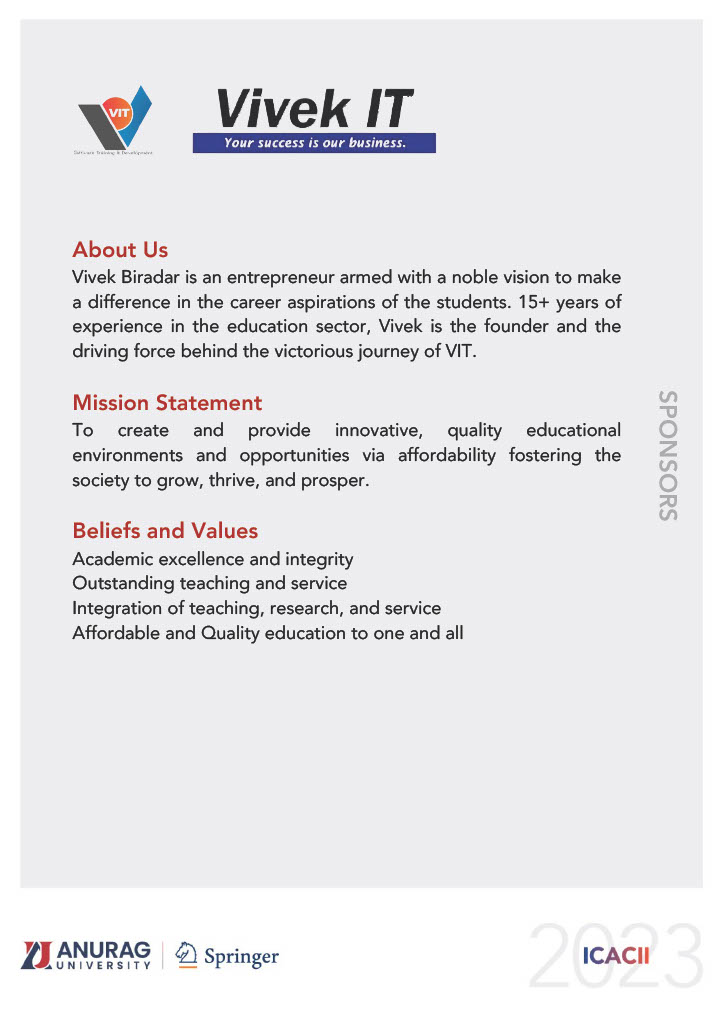 VIT
Software Training & Development
Vivek IT
Your success is our business.
About Us
Vivek Biradar is an entrepreneur armed with a noble vision to make
a difference in the career aspirations of the students. 15+ years of
experience in the education sector, Vivek is the founder and the
driving force behind the victorious journey of VIT.
Mission Statement
To create and provide innovative, quality educational
environments and opportunities via affordability fostering the
society to grow, thrive, and prosper.
Beliefs and Values
Academic excellence and integrity
Outstanding teaching and service
Integration of teaching, research, and service
Affordable and Quality education to one and all
SPONSORS
ANURAG
UNIVERSITY
Springer
2023
ICACII